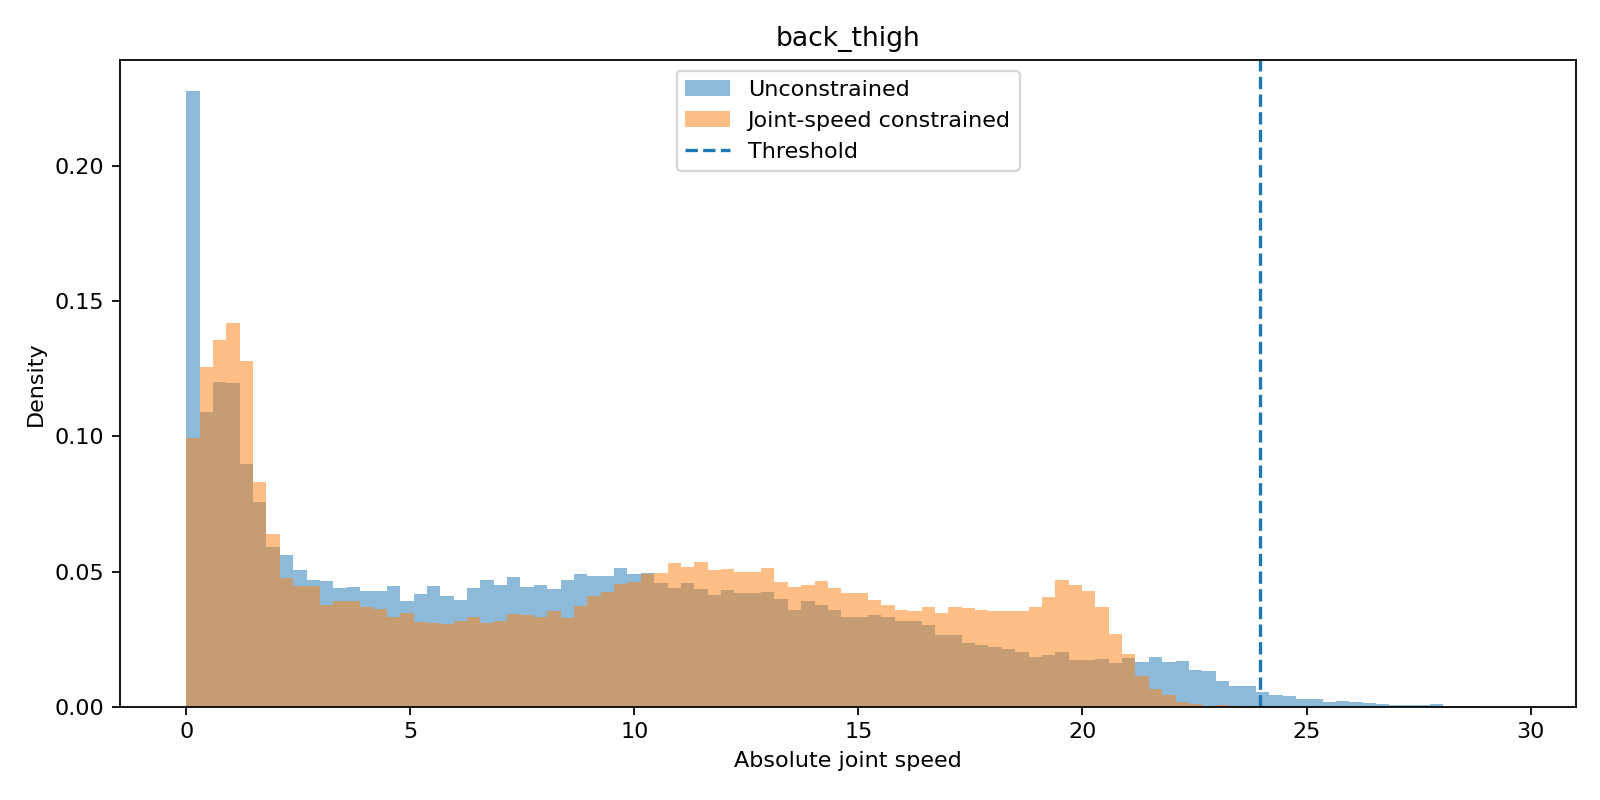 back_thigh
Unconstrained
Joint-speed constrained
Threshold
0.20
0.15
0.10
0.05
0.00
Density
0 5 10 15 20 25 30
Absolute joint speed